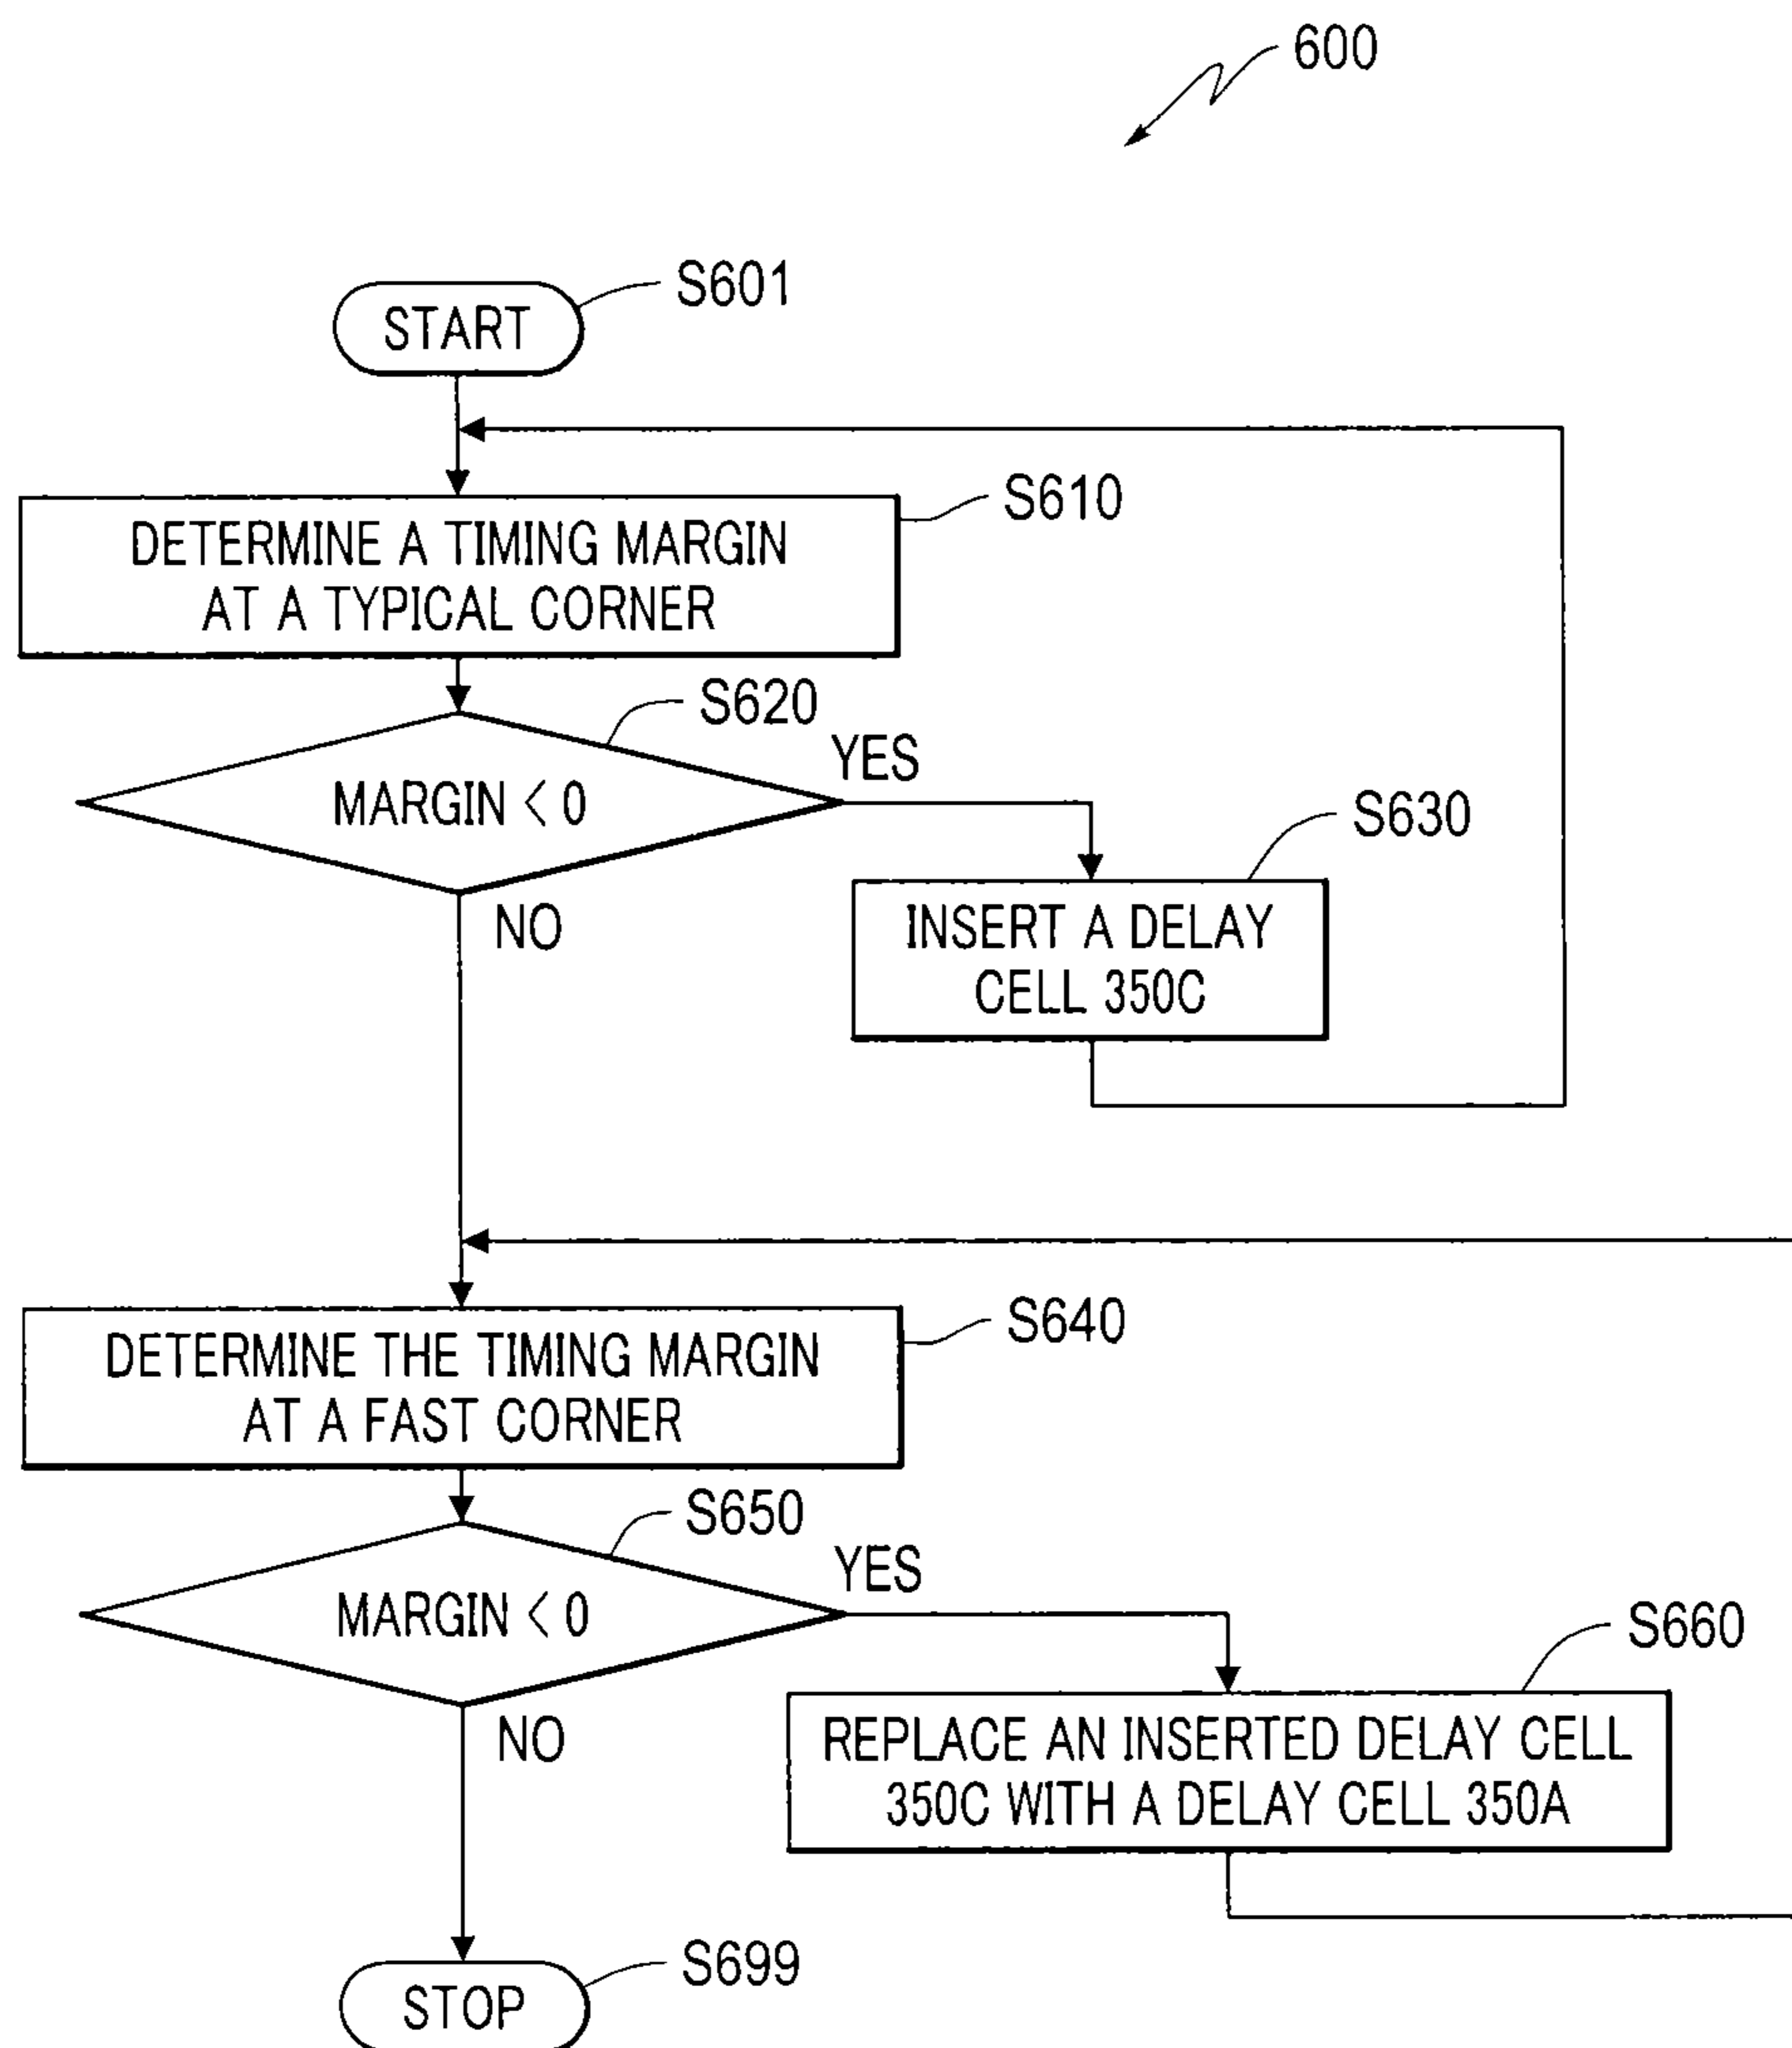 600
START
S601
DETERMINE A TIMING MARGIN
AT A TYPICAL CORNER
S610
S620
MARGIN < 0
YES
NO
S630
INSERT A DELAY
CELL 350C
DETERMINE THE TIMING MARGIN
AT A FAST CORNER
S640
S650
MARGIN < 0
YES
NO
S660
REPLACE AN INSERTED DELAY CELL
350C WITH A DELAY CELL 350A
STOP
S699